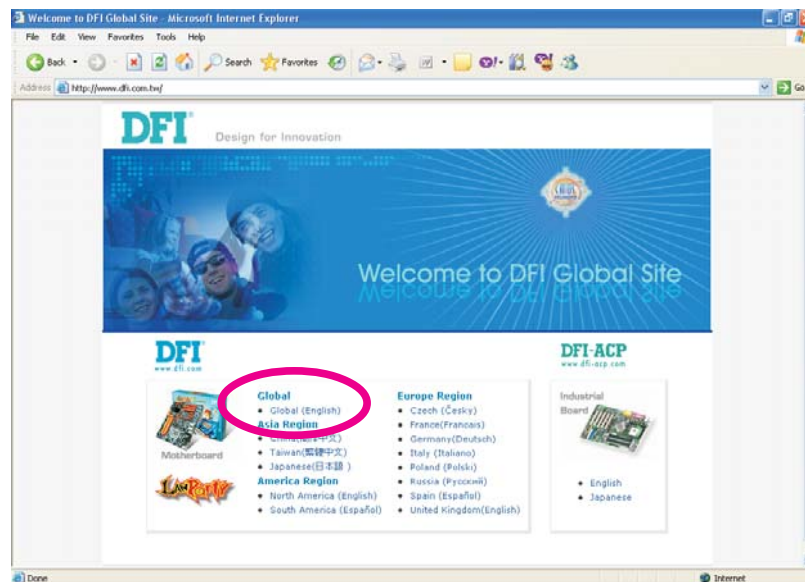 Welcome to DFI Global Site - Microsoft Internet Explorer
File Edit View Favorites Tools Help
Back Search Favorites
Address http://www.dfi.com.tw/ Go
DFI Design for Innovation
Welcome to DFI Global Site
DFI
www.dfi.com
Motherboard
LANPARTY
Global
Global (English)
Asia Region
Taiwan(繁體中文)
Japanese(日本語 )
America Region
North America (English)
South America (Español)
Europe Region
Czech (Česky)
France(Francais)
Germany(Deutsch)
Italy (Italiano)
Poland (Polski)
Russia (Русский)
Spain (Español)
United Kingdom(English)
DFI-ACP
www.dfi-acp.com
Industrial
Board
English
Japanese
Done Internet